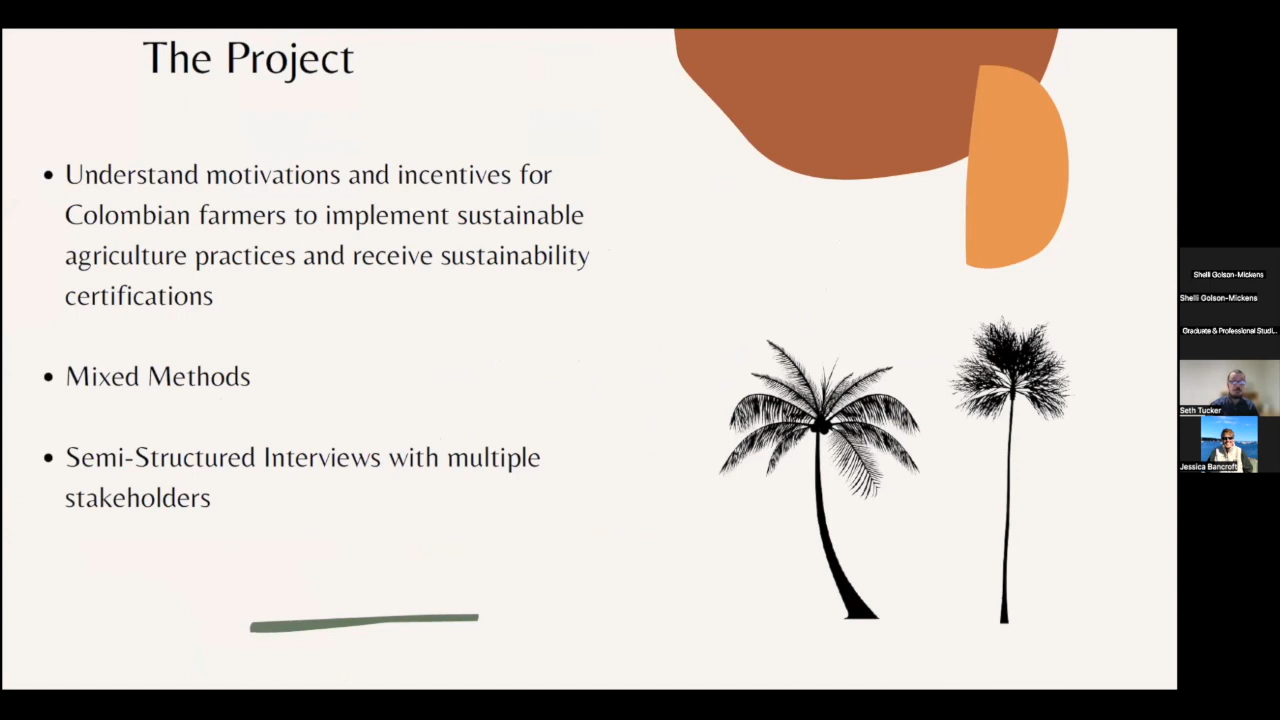 The Project
• Understand motivations and incentives for
Colombian farmers to implement sustainable
agriculture practices and receive sustainability
certifications
• Mixed Methods
• Semi-Structured Interviews with multiple
stakeholders
Shelli Golson-Mickens
Shelli Golson-Mickens
Graduate & Professional Studi...
Seth Tucker
Jessica Bancroft